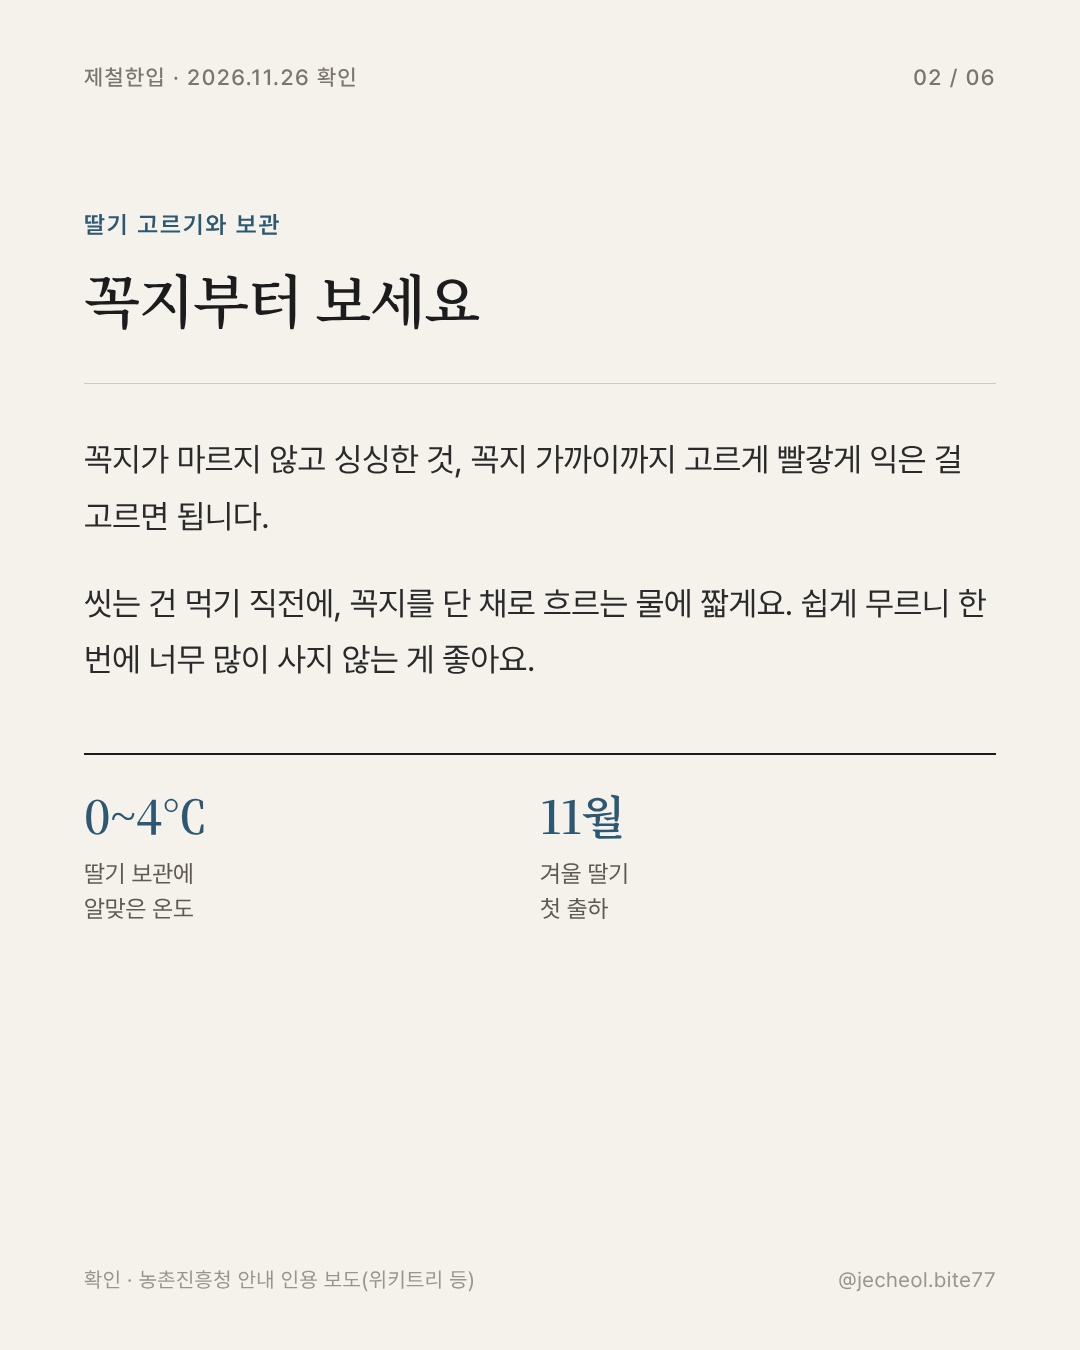 제철한입 · 2026.11.26 확인
02 / 06
딸기 고르기와 보관
꼭지부터 보세요
꼭지가 마르지 않고 싱싱한 것, 꼭지 가까이까지 고르게 빨갛게 익은 걸
고르면 됩니다.
씻는 건 먹기 직전에, 꼭지를 단 채로 흐르는 물에 짧게요. 쉽게 무르니 한
번에 너무 많이 사지 않는 게 좋아요.
0~4°C
딸기 보관에
알맞은 온도
11월
겨울 딸기
첫 출하
확인 · 농촌진흥청 안내 인용 보도(위키트리 등)
@jecheol.bite77